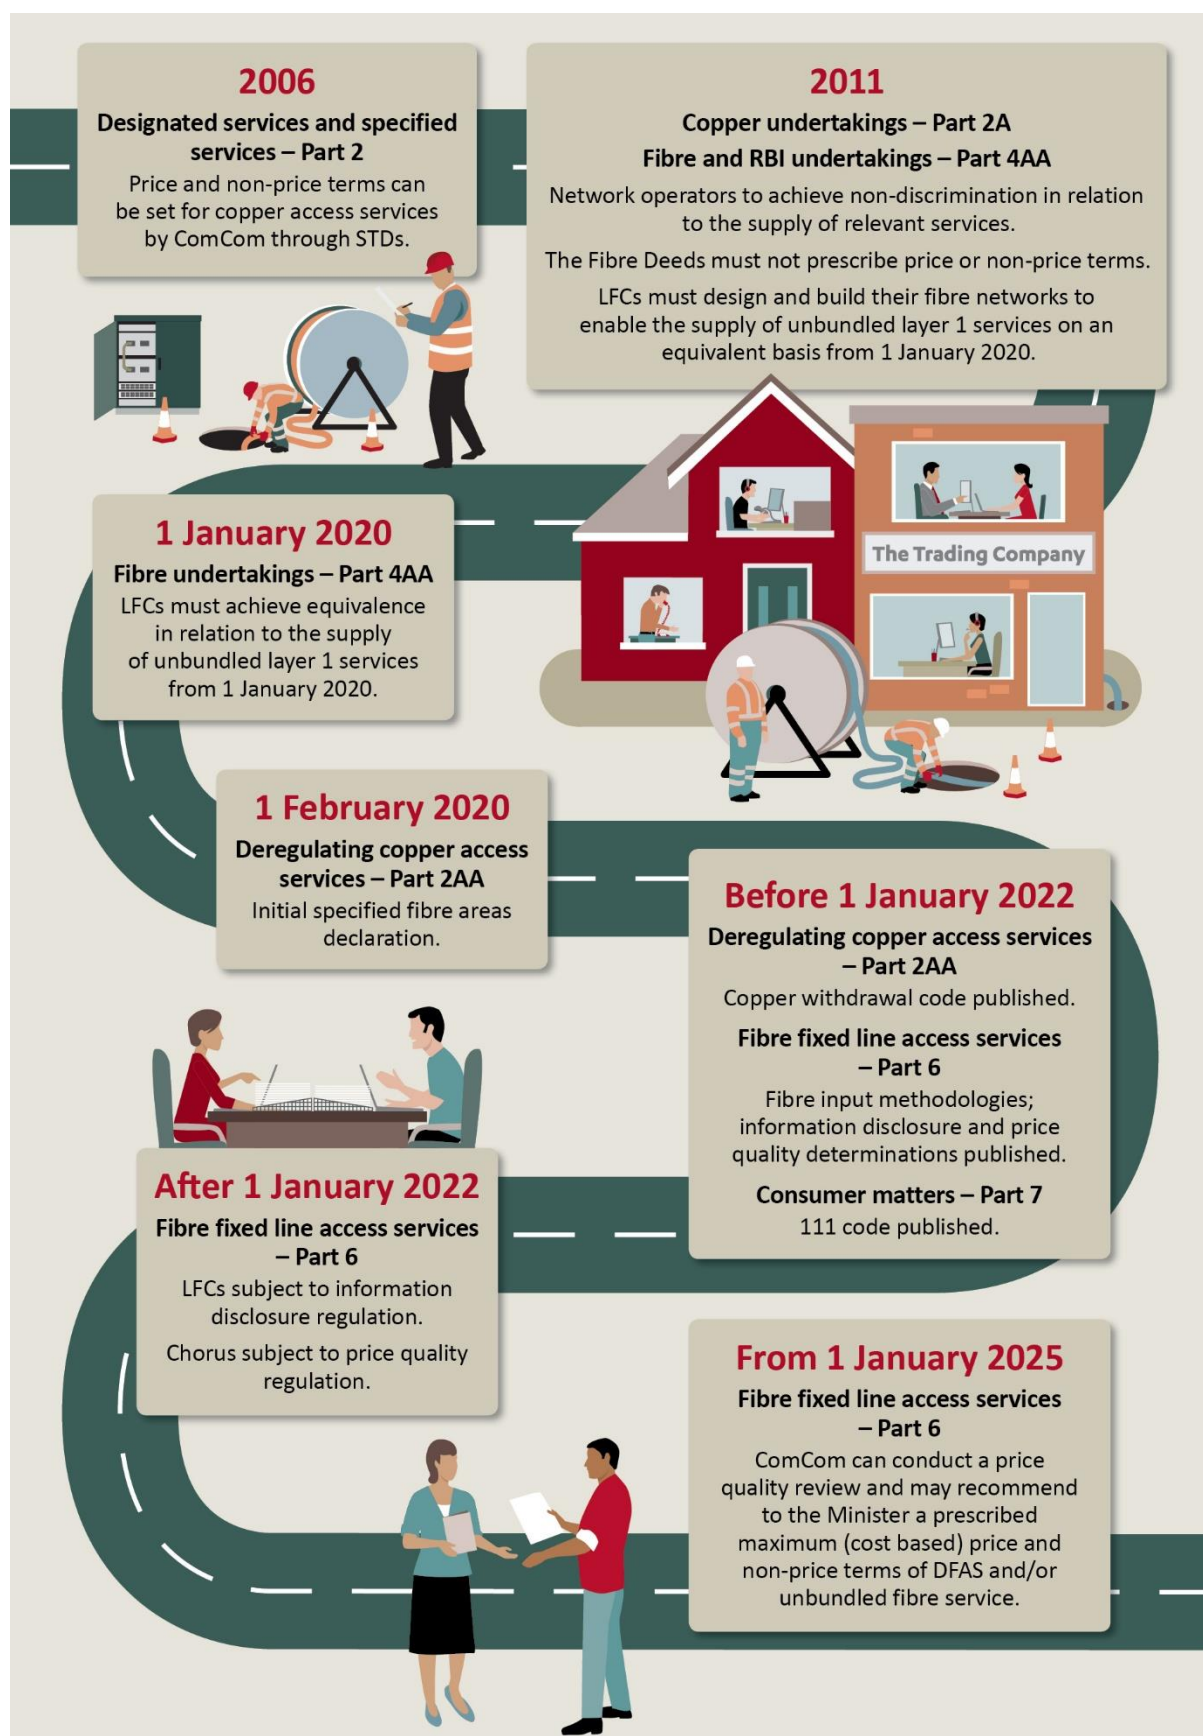 2006
Designated services and specified
services – Part 2
Price and non-price terms can
be set for copper access services
by ComCom through STDs.
2011
Copper undertakings – Part 2A
Fibre and RBI undertakings – Part 4AA
Network operators to achieve non-discrimination in relation
to the supply of relevant services.
The Fibre Deeds must not prescribe price or non-price terms.
LFCs must design and build their fibre networks to
enable the supply of unbundled layer 1 services on an
equivalent basis from 1 January 2020.
The Trading Company
1 January 2020
Fibre undertakings – Part 4AA
LFCs must achieve equivalence
in relation to the supply
of unbundled layer 1 services
from 1 January 2020.
1 February 2020
Deregulating copper access
services – Part 2AA
Initial specified fibre areas
declaration.
Before 1 January 2022
Deregulating copper access services
– Part 2AA
Copper withdrawal code published.
Fibre fixed line access services
– Part 6
Fibre input methodologies;
information disclosure and price
quality determinations published.
Consumer matters – Part 7
111 code published.
After 1 January 2022
Fibre fixed line access services
– Part 6
LFCs subject to information
disclosure regulation.
Chorus subject to price quality
regulation.
From 1 January 2025
Fibre fixed line access services
– Part 6
ComCom can conduct a price
quality review and may recommend
to the Minister a prescribed
maximum (cost based) price and
non-price terms of DFAS and/or
unbundled fibre service.